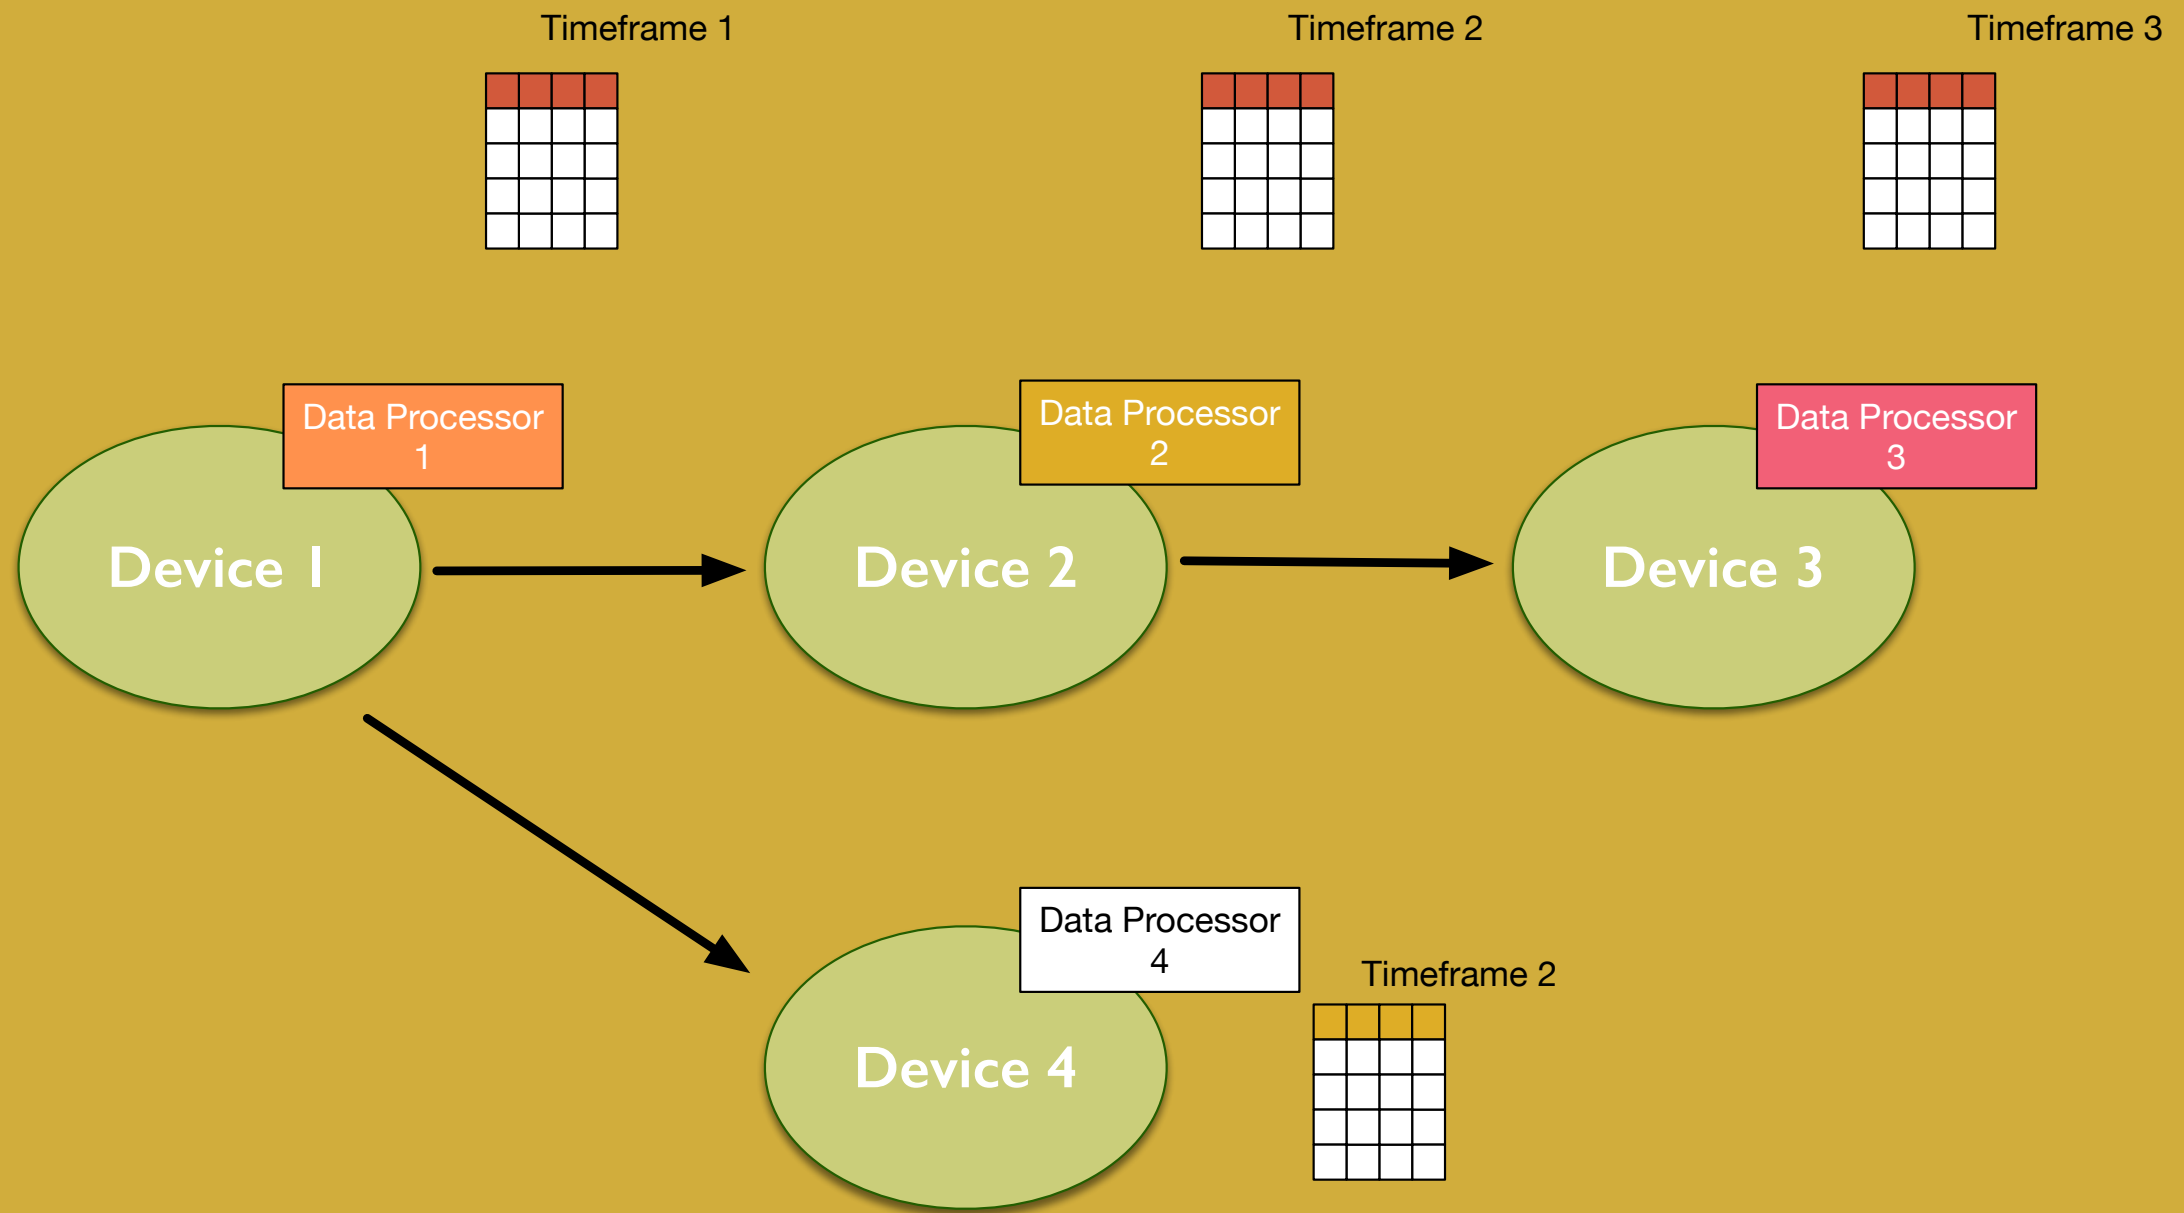 Timeframe 1
Timeframe 2
Timeframe 3
Data Processor
1
Data Processor
2
Data Processor
3
Device 1
Device 2
Device 3
Data Processor
4
Timeframe 2
Device 4